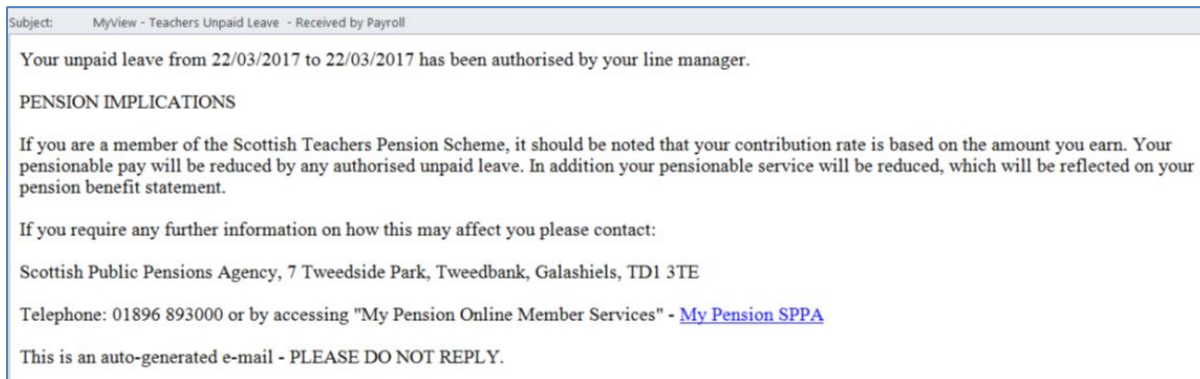 Subject: MyView - Teachers Unpaid Leave - Received by Payroll
Your unpaid leave from 22/03/2017 to 22/03/2017 has been authorised by your line manager.
PENSION IMPLICATIONS
If you are a member of the Scottish Teachers Pension Scheme, it should be noted that your contribution rate is based on the amount you earn. Your
pensionable pay will be reduced by any authorised unpaid leave. In addition your pensionable service will be reduced, which will be reflected on your
pension benefit statement.
If you require any further information on how this may affect you please contact:
Scottish Public Pensions Agency, 7 Tweedside Park, Tweedbank, Galashiels, TD1 3TE
Telephone: 01896 893000 or by accessing "My Pension Online Member Services" - My Pension SPPA
This is an auto-generated e-mail - PLEASE DO NOT REPLY.